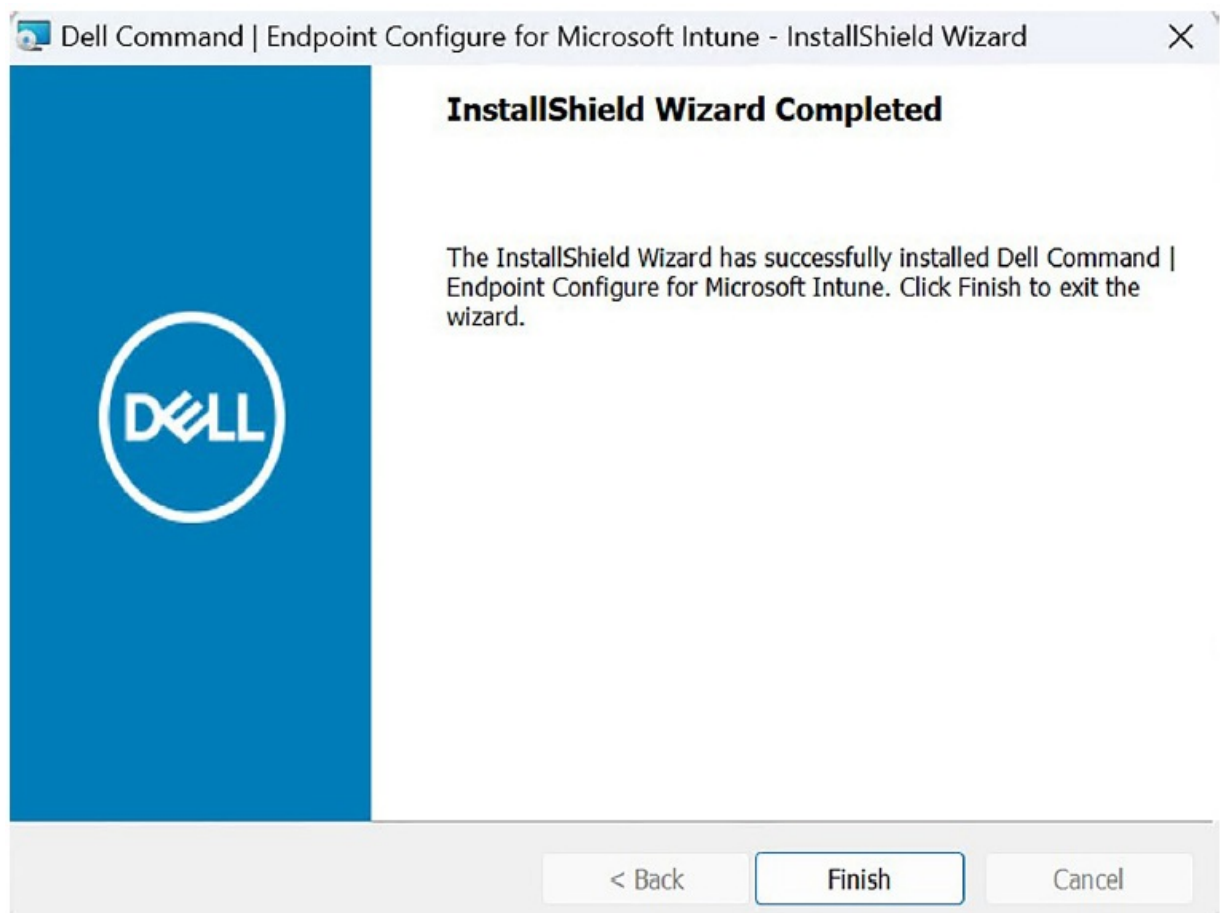 Dell Command | Endpoint Configure for Microsoft Intune - InstallShield Wizard
InstallShield Wizard Completed
The InstallShield Wizard has successfully installed Dell Command |
Endpoint Configure for Microsoft Intune. Click Finish to exit the
wizard.
DELL
< Back
Finish
Cancel